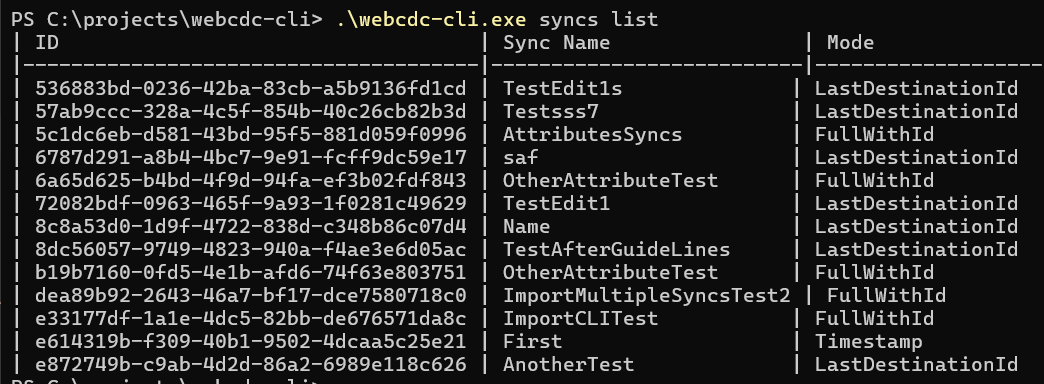 PS C:\projects\webcdc-cli> .\webcdc-cli.exe syncs list
| ID                                    | Sync Name                | Mode
|---------------------------------------|--------------------------|-------------------
| 536883bd-0236-42ba-83cb-a5b9136fd1cd | TestEdit1s              | LastDestinationId
| 57ab9ccc-328a-4c5f-854b-40c26cb82b3d | Testsss7                | LastDestinationId
| 5c1dc6eb-d581-43bd-95f5-881d059f0996 | AttributesSyncs         | FullWithId
| 6787d291-a8b4-4bc7-9e91-fcff9dc59e17 | saf                     | LastDestinationId
| 6a65d625-b4bd-4f9d-94fa-ef3b02fdf843 | OtherAttributeTest      | FullWithId
| 72082bdf-0963-465f-9a93-1f0281c49629 | TestEdit1               | LastDestinationId
| 8c8a53d0-1d9f-4722-838d-c348b86c07d4 | Name                    | LastDestinationId
| 8dc56057-9749-4823-940a-f4ae3e6d05ac | TestAfterGuideLines     | LastDestinationId
| b19b7160-0fd5-4e1b-afd6-74f63e803751 | OtherAttributeTest      | FullWithId
| dea89b92-2643-46a7-bf17-dce7580718c0 | ImportMultipleSyncsTest2 | FullWithId
| e33177df-1a1e-4dc5-82bb-de676571da8c | ImportCLITest           | FullWithId
| e614319b-f309-40b1-9502-4dcaa5c25e21 | First                   | Timestamp
| e872749b-c9ab-4d2d-86a2-6989e118c626 | AnotherTest             | LastDestinationId